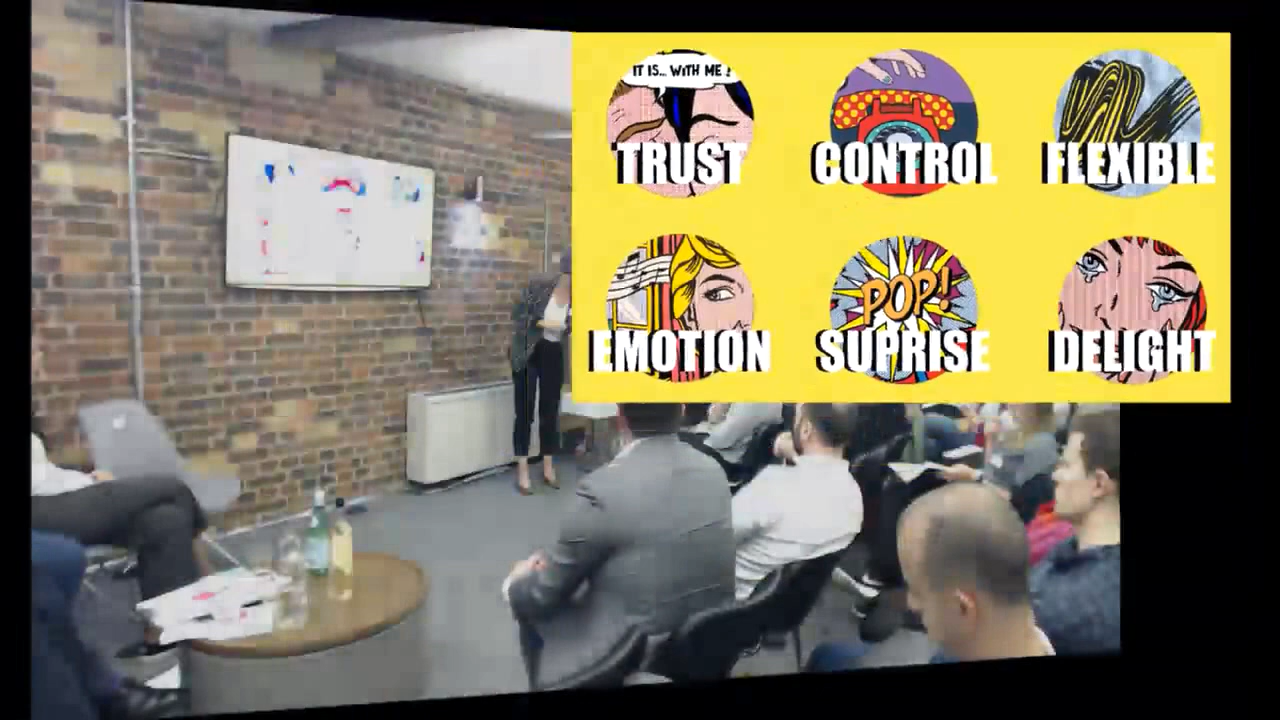 IT IS... WITH ME !
TRUST
CONTROL
FLEXIBLE
POP!
EMOTION
SUPRISE
DELIGHT